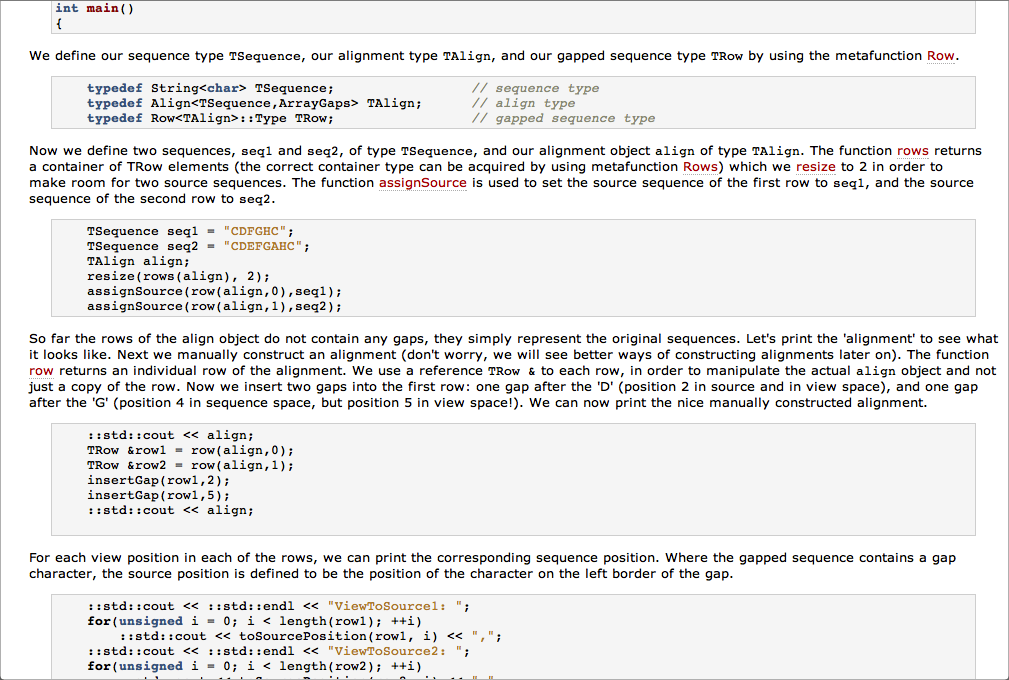 int main()
{
We define our sequence type TSequence, our alignment type TAlign, and our gapped sequence type TRow by using the metafunction Row.
typedef String<char> TSequence;                 // sequence type
typedef Align<TSequence,ArrayGaps> TAlign;      // align type
typedef Row<TAlign>::Type TRow;                 // gapped sequence type
Now we define two sequences, seq1 and seq2, of type TSequence, and our alignment object align of type TAlign. The function rows returns
a container of TRow elements (the correct container type can be acquired by using metafunction Rows) which we resize to 2 in order to
make room for two source sequences. The function assignSource is used to set the source sequence of the first row to seq1, and the source
sequence of the second row to seq2.
TSequence seq1 = "CDFGHC";
TSequence seq2 = "CDEFGAHC";
TAlign align;
resize(rows(align), 2);
assignSource(row(align,0),seq1);
assignSource(row(align,1),seq2);
So far the rows of the align object do not contain any gaps, they simply represent the original sequences. Let's print the 'alignment' to see what
it looks like. Next we manually construct an alignment (don't worry, we will see better ways of constructing alignments later on). The function
row returns an individual row of the alignment. We use a reference TRow & to each row, in order to manipulate the actual align object and not
just a copy of the row. Now we insert two gaps into the first row: one gap after the 'D' (position 2 in source and in view space), and one gap
after the 'G' (position 4 in sequence space, but position 5 in view space!). We can now print the nice manually constructed alignment.
::std::cout << align;
TRow &row1 = row(align,0);
TRow &row2 = row(align,1);
insertGap(row1,2);
insertGap(row1,5);
::std::cout << align;
For each view position in each of the rows, we can print the corresponding sequence position. Where the gapped sequence contains a gap
character, the source position is defined to be the position of the character on the left border of the gap.
::std::cout << ::std::endl << "ViewToSource1: ";
for(unsigned i = 0; i < length(row1); ++i)
    ::std::cout << toSourcePosition(row1, i) << ",";
::std::cout << ::std::endl << "ViewToSource2: ";
for(unsigned i = 0; i < length(row2); ++i)